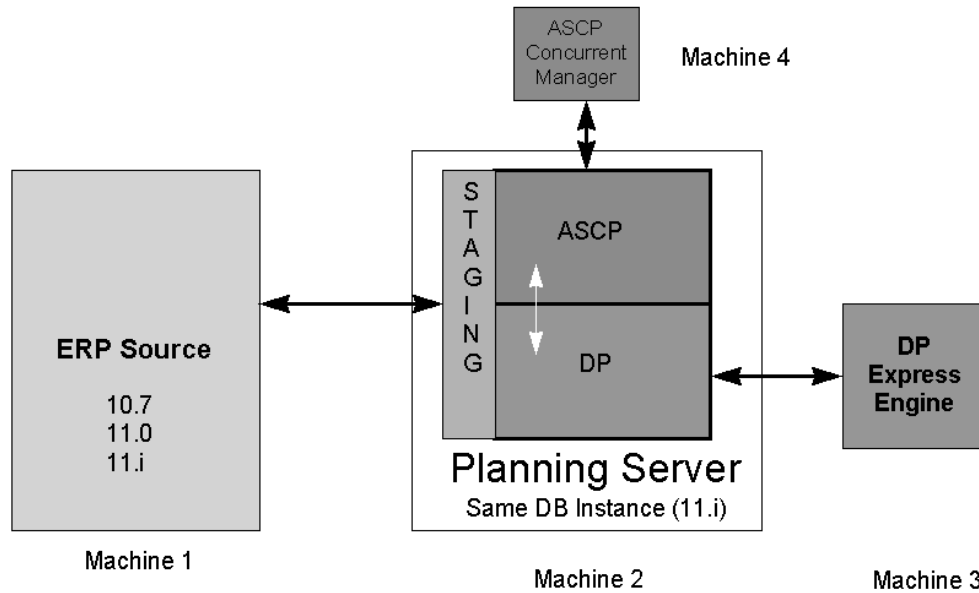 ASCP
Concurrent
Manager
Machine 4
S
T
A
G
I
N
G
ASCP
DP
ERP Source
10.7
11.0
11.i
DP
Express
Engine
Planning Server
Same DB Instance (11.i)
Machine 1
Machine 2
Machine 3